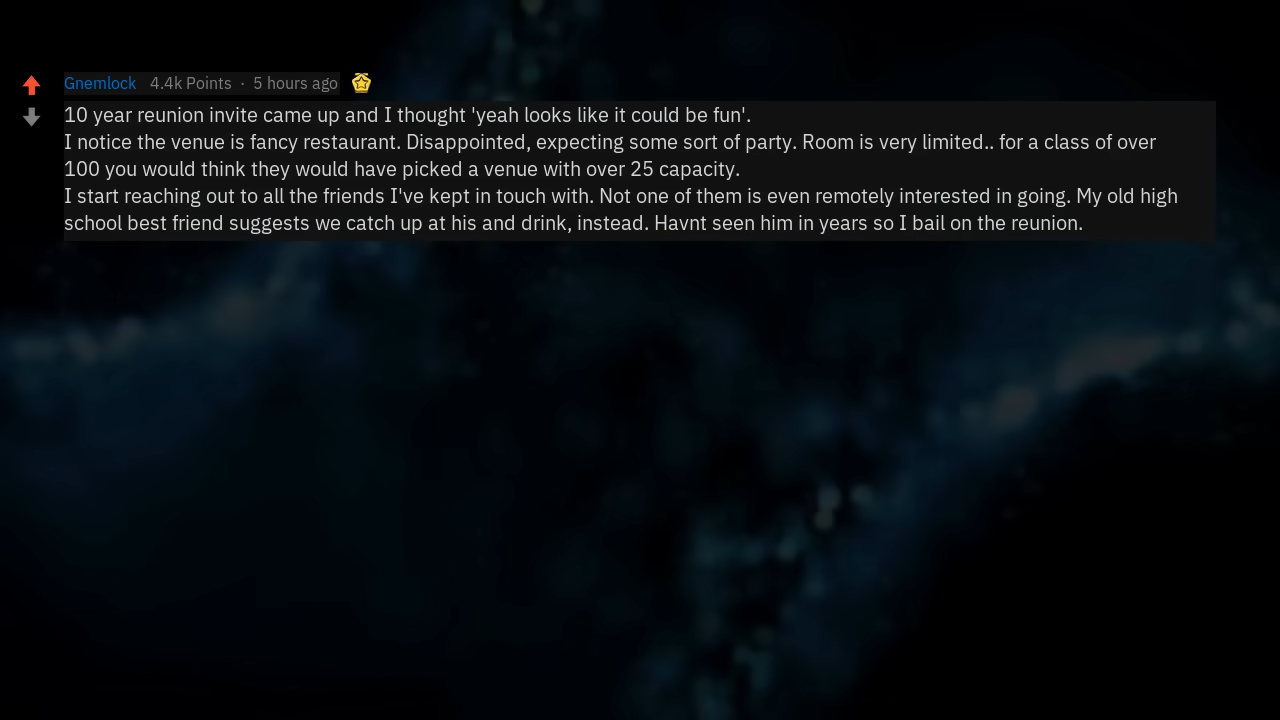 Gnemlock 4.4k Points · 5 hours ago
10 year reunion invite came up and I thought 'yeah looks like it could be fun'.
I notice the venue is fancy restaurant. Disappointed, expecting some sort of party. Room is very limited.. for a class of over
100 you would think they would have picked a venue with over 25 capacity.
I start reaching out to all the friends I've kept in touch with. Not one of them is even remotely interested in going. My old high
school best friend suggests we catch up at his and drink, instead. Havnt seen him in years so I bail on the reunion.